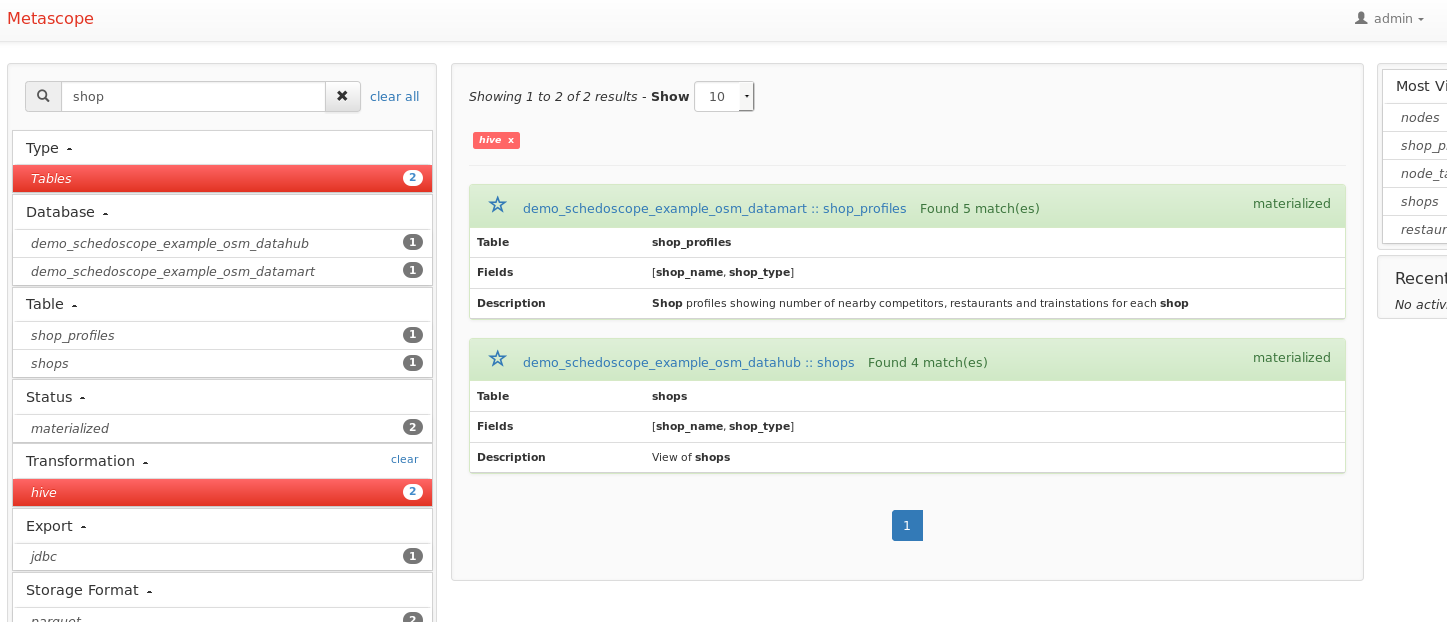 Metascope
admin
shop
clear all
Type
Tables 2
Database
demo_schedoscope_example_osm_datahub 1
demo_schedoscope_example_osm_datamart 1
Table
shop_profiles 1
shops 1
Status
materialized 2
Transformation clear
hive 2
Export
jdbc 1
Storage Format
parquet 2
Showing 1 to 2 of 2 results - Show 10
hive x
demo_schedoscope_example_osm_datamart :: shop_profiles Found 5 match(es) materialized
Table shop_profiles
Fields [shop_name, shop_type]
Description Shop profiles showing number of nearby competitors, restaurants and trainstations for each shop
demo_schedoscope_example_osm_datahub :: shops Found 4 match(es) materialized
Table shops
Fields [shop_name, shop_type]
Description View of shops
1
Most Vi
nodes
shop_p
node_ta
shops
restaur
Recent
No activ